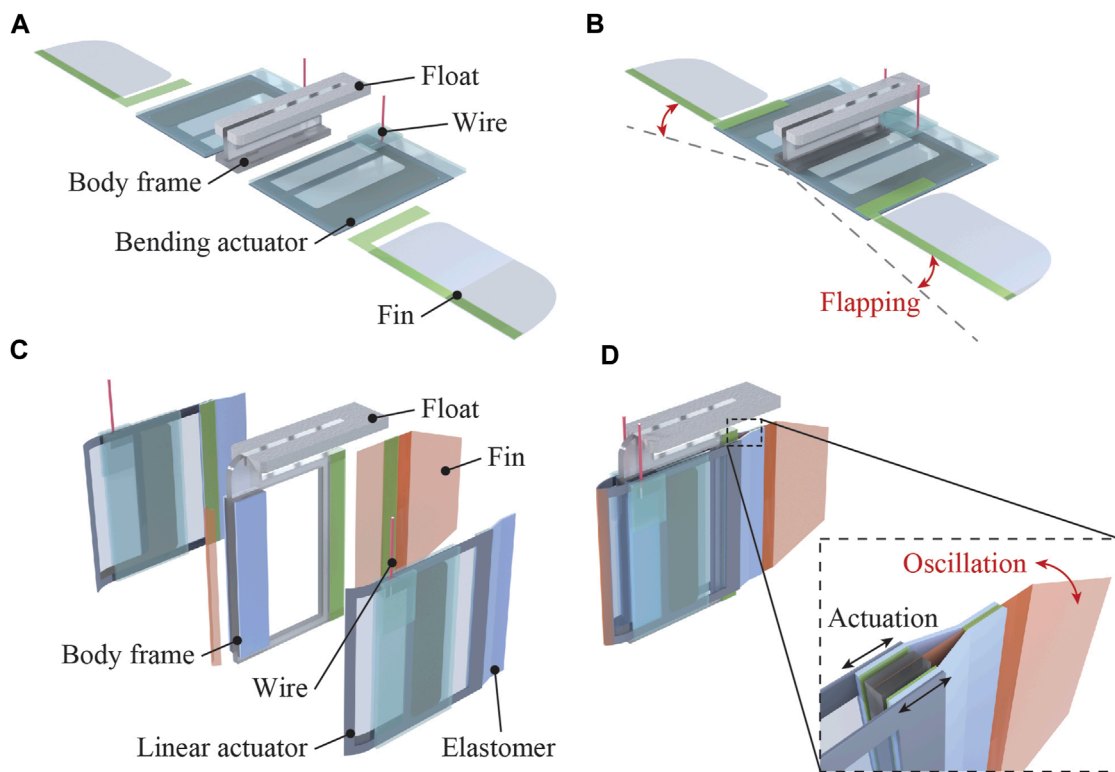 A
Float
Wire
Body frame
Bending actuator
Fin
B
Flapping
C
Float
Fin
Body frame
Wire
Linear actuator
Elastomer
D
Oscillation
Actuation